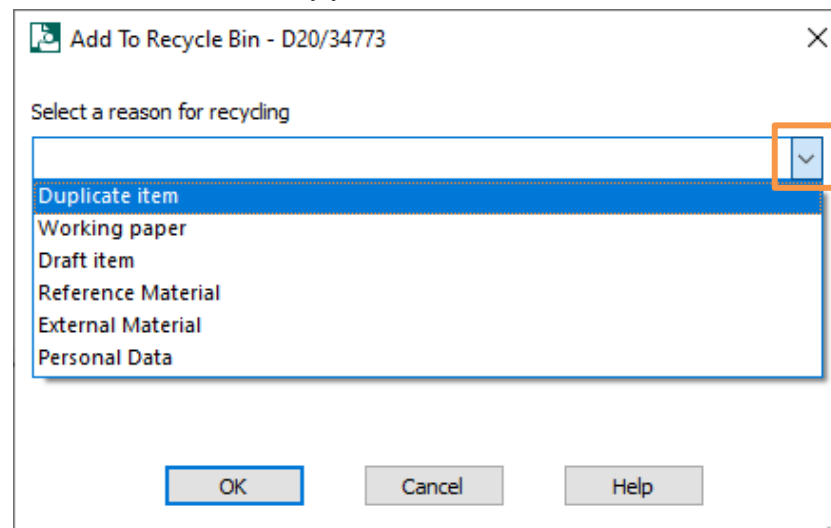 Add To Recycle Bin - D20/34773
Select a reason for recycling
Duplicate item
Working paper
Draft item
Reference Material
External Material
Personal Data
OK Cancel Help